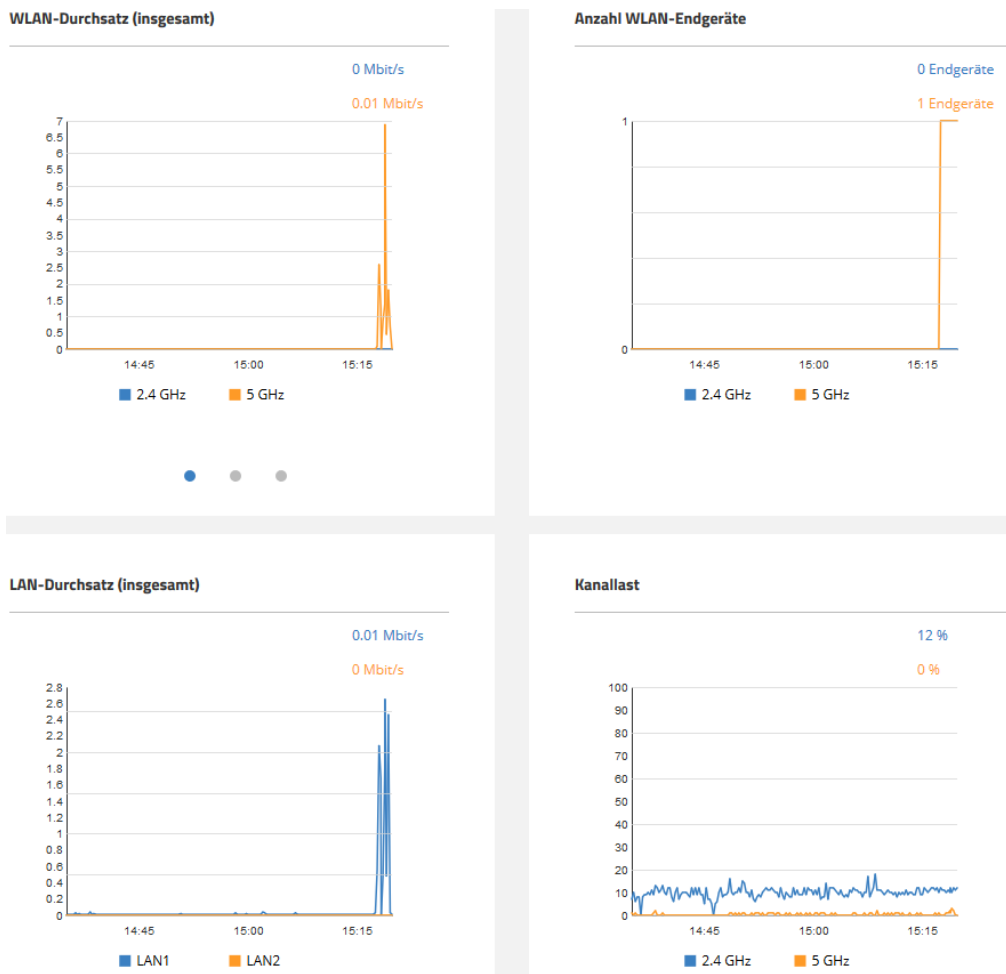 WLAN-Durchsatz (insgesamt)
0 Mbit/s
0.01 Mbit/s
7
6.5
6
5.5
5
4.5
4
3.5
3
2.5
2
1.5
1
0.5
0
14:45 15:00 15:15
2.4 GHz 5 GHz
Anzahl WLAN-Endgeräte
0 Endgeräte
1 Endgeräte
1
0
14:45 15:00 15:15
2.4 GHz 5 GHz
LAN-Durchsatz (insgesamt)
0.01 Mbit/s
0 Mbit/s
2.8
2.6
2.4
2.2
2
1.8
1.6
1.4
1.2
1
0.8
0.6
0.4
0.2
0
14:45 15:00 15:15
LAN1 LAN2
Kanallast
12 %
0 %
100
90
80
70
60
50
40
30
20
10
0
14:45 15:00 15:15
2.4 GHz 5 GHz